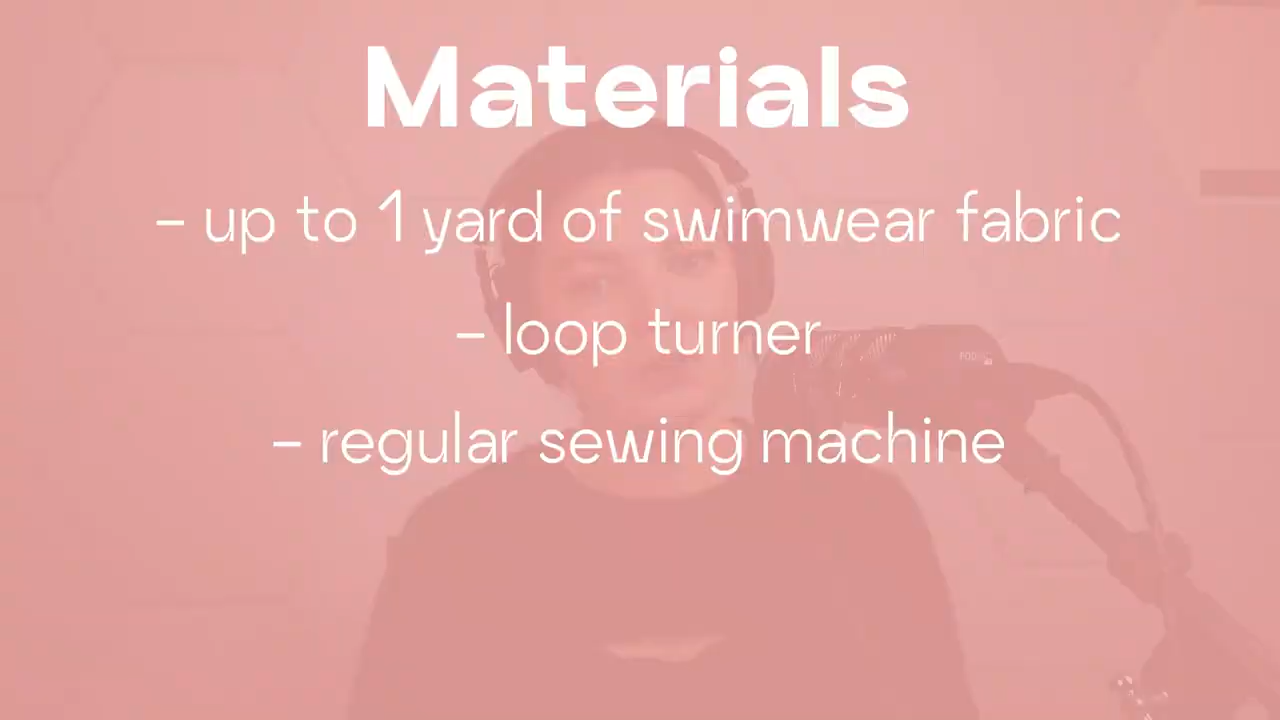 Materials
– up to 1 yard of swimwear fabric
– loop turner
– regular sewing machine